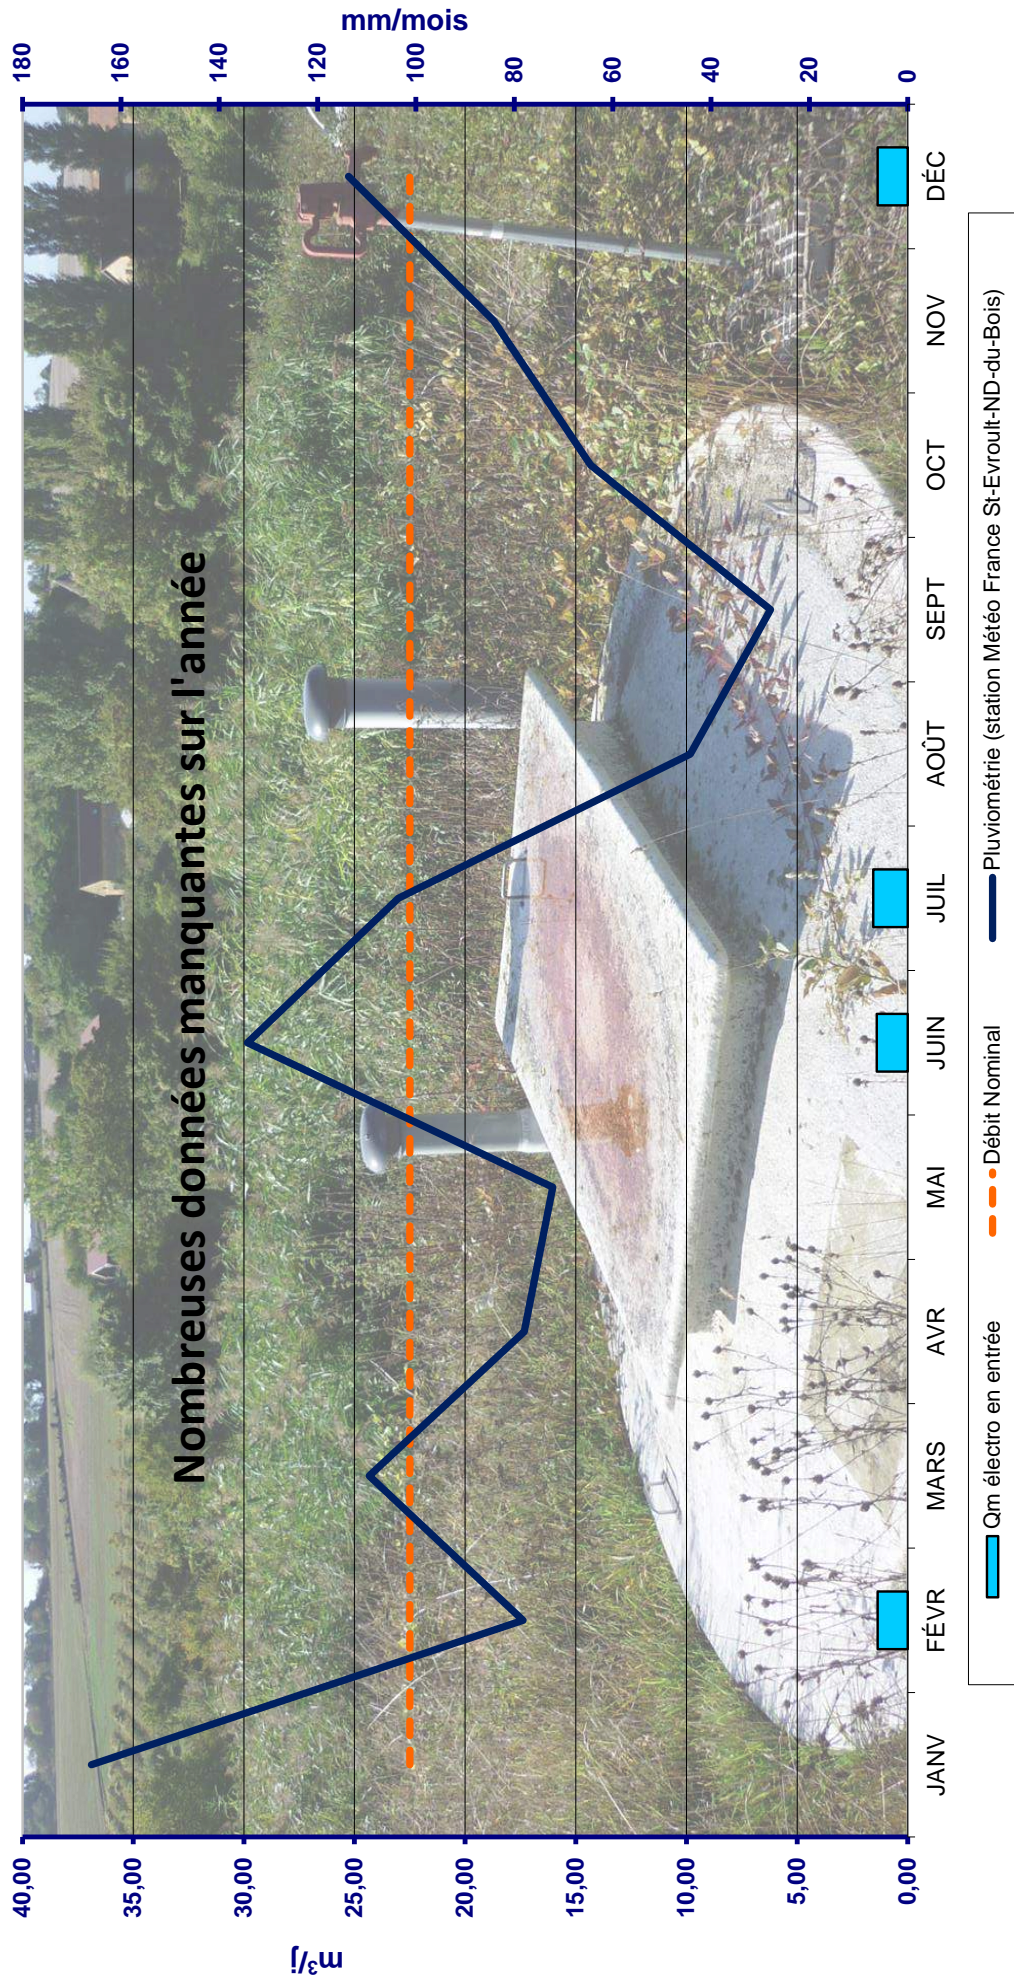 Nombreuses données manquantes sur l'année
m³/j
40,00
35,00
30,00
25,00
20,00
15,00
10,00
5,00
0,00
mm/mois
180
160
140
120
100
80
60
40
20
0
JANV
FÉVR
MARS
AVR
MAI
JUIN
JUIL
AOÛT
SEPT
OCT
NOV
DÉC
Qm électro en entrée
Débit Nominal
Pluviométrie (station Météo France St-Evroult-ND-du-Bois)